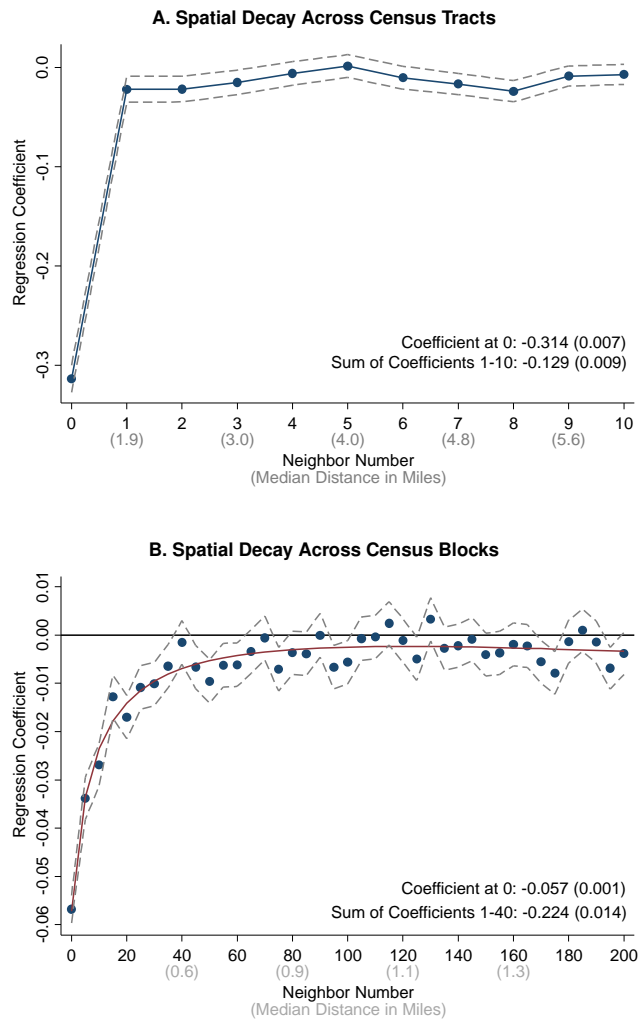 A. Spatial Decay Across Census Tracts
0.0
-0.1
-0.2
-0.3
Regression Coefficient
Coefficient at 0: -0.314 (0.007)
Sum of Coefficients 1-10: -0.129 (0.009)
0 1 2 3 4 5 6 7 8 9 10
(1.9) (3.0) (4.0) (4.8) (5.6)
Neighbor Number
(Median Distance in Miles)
B. Spatial Decay Across Census Blocks
0.01
0.00
-0.01
-0.02
-0.03
-0.04
-0.05
-0.06
Regression Coefficient
Coefficient at 0: -0.057 (0.001)
Sum of Coefficients 1-40: -0.224 (0.014)
0 20 40 60 80 100 120 140 160 180 200
(0.6) (0.9) (1.1) (1.3)
Neighbor Number
(Median Distance in Miles)